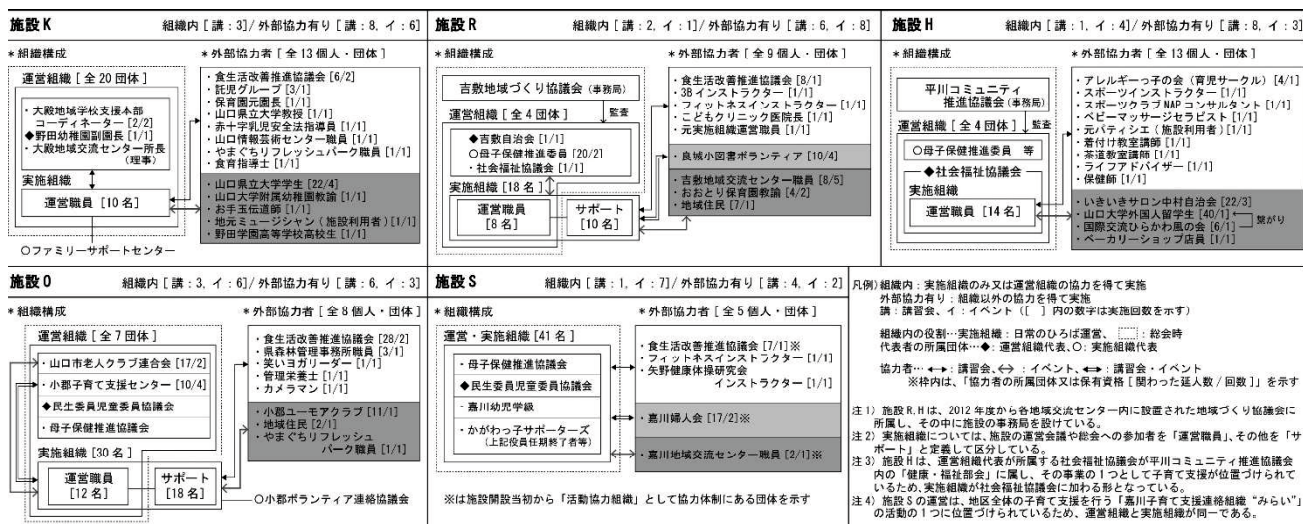 施設K 組織内 [ 講：3 ]/ 外部協力有り [ 講：8, イ：6 ]
＊組織構成
運営組織 [ 全 20 団体 ]
・大殿地域学校支援本部
コーディネーター [2/2]
◆野田幼稚園副園長 [1/1]
・大殿地域交流センター所長
（理事）
実施組織
運営職員 [10 名]
○ファミリーサポートセンター
＊外部協力者 [ 全 13 個人・団体 ]
・食生活改善推進協議会 [6/2]
・託児グループ [3/1]
・保育園元園長 [1/1]
・山口県立大学教授 [1/1]
・赤十字乳児安全法指導員 [1/1]
・山口情報芸術センター職員 [1/1]
・やまぐちリフレッシュパーク職員 [1/1]
・食育指導士 [1/1]
・山口県立大学学生 [22/4]
・山口大学附属幼稚園教諭 [1/1]
・お手玉伝道師 [1/1]
・地元ミュージシャン ( 施設利用者 ) [1/1]
・野田学園高等学校高校生 [1/1]
施設R 組織内 [ 講：2, イ：1 ]/ 外部協力有り [ 講：6, イ：8 ]
＊組織構成
吉敷地域づくり協議会（事務局）
運営組織 [ 全 4 団体 ]
監査
◆吉敷自治会 [1/1]
○母子保健推進委員 [20/2]
・社会福祉協議会 [1/1]
実施組織 [18 名]
運営職員
[8 名]
サポート
[10 名]
＊外部協力者 [ 全 9 個人・団体 ]
・食生活改善推進協議会 [8/1]
・3B インストラクター [1/1]
・フィットネスインストラクター [1/1]
・こどもクリニック医院長 [1/1]
・元実施組織運営職員 [1/1]
・良城小図書ボランティア [10/4]
・吉敷地域交流センター職員 [8/5]
・おおとり保育園教諭 [4/2]
・地域住民 [7/1]
施設H 組織内 [ 講：1, イ：4 ]/ 外部協力有り [ 講：8, イ：3 ]
＊組織構成
平川コミュニティ
推進協議会（事務局）
運営組織 [ 全 4 団体 ]
監査
○母子保健推進委員 等
◆社会福祉協議会
実施組織
運営職員 [14 名]
＊外部協力者 [ 全 13 個人・団体 ]
・アレルギーっ子の会 ( 育児サークル ) [4/1]
・スポーツインストラクター [1/1]
・スポーツクラブ NAP コンサルタント [1/1]
・ベビーマッサージセラピスト [1/1]
・元パティシエ ( 施設利用者 ) [1/1]
・着付け教室講師 [1/1]
・茶道教室講師 [1/1]
・ライフアドバイザー [1/1]
・保健師 [1/1]
・いきいきサロン中村自治会 [22/3]
・山口大学外国人留学生 [40/1]
・国際交流ひらかわ風の会 [6/1]
・ベーカリーショップ店員 [1/1]
繋がり
施設O 組織内 [ 講：3, イ：6 ]/ 外部協力有り [ 講：6, イ：3 ]
＊組織構成
運営組織 [ 全 7 団体 ]
・山口市老人クラブ連合会 [17/2]
・小郡子育て支援センター [10/4]
◆民生委員児童委員協議会
・母子保健推進協議会
実施組織 [30 名]
運営職員
[12 名]
サポート
[18 名]
○小郡ボランティア連絡協議会
＊外部協力者 [ 全 8 個人・団体 ]
・食生活改善推進協議会 [28/2]
・県森林管理事務所職員 [3/1]
・笑いヨガリーダー [1/1]
・管理栄養士 [1/1]
・カメラマン [1/1]
・小郡ユーモアクラブ [11/1]
・地域住民 [2/1]
・やまぐちリフレッシュ
パーク職員 [1/1]
施設S 組織内 [ 講：1, イ：7 ]/ 外部協力有り [ 講：4, イ：2 ]
＊組織構成
運営・実施組織 [41 名]
・母子保健推進協議会
◆民生委員児童委員協議会
・嘉川幼児学級
・かがわっ子サポーターズ
（上記役員任期終了者等）
＊外部協力者 [ 全 5 個人・団体 ]
・食生活改善推進協議会 [7/1] ※
・フィットネスインストラクター [1/1]
・矢野健康体操研究会
インストラクター [1/1]
・嘉川婦人会 [17/2] ※
・嘉川地域交流センター職員 [2/1] ※
※は施設開設当初から「活動協力組織」として協力体制にある団体を示す
凡例）組織内：実施組織のみ又は運営組織の協力を得て実施
外部協力有り：組織以外の協力を得て実施
講：講習会、イ：イベント（[ ] 内の数字は実施回数を示す）
組織内の役割…実施組織：日常のひろば運営、 ：総会時
代表者の所属団体…◆：運営組織代表、○：実施組織代表
協力者…←→：講習会、↔：イベント、⟷：講習会・イベント
※枠内は、「協力者の所属団体又は保有資格 [ 関わった延人数 / 回数 ]」を示す
注 1 ）施設 R, H は、2012 年度から各地域交流センター内に設置された地域づくり協議会に
所属し、その中に施設の事務局を設けている。
注 2 ）実施組織については、施設の運営会議や総会への参加者を「運営職員」、その他を「サ
ポート」と定義して区分している。
注 3 ）施設 H は、運営組織代表が所属する社会福祉協議会が平川コミュニティ推進協議会
内の「健康・福祉部会」に属し、その事業の１つとして子育て支援が位置づけられて
いるため、実施組織が社会福祉協議会に加わる形となっている。
注 4 ）施設 S の運営は、地区全体の子育て支援を行う「嘉川子育て支援連絡組織 “みらい”」
の活動の１つに位置づけられているため、運営組織と実施組織が同一である。